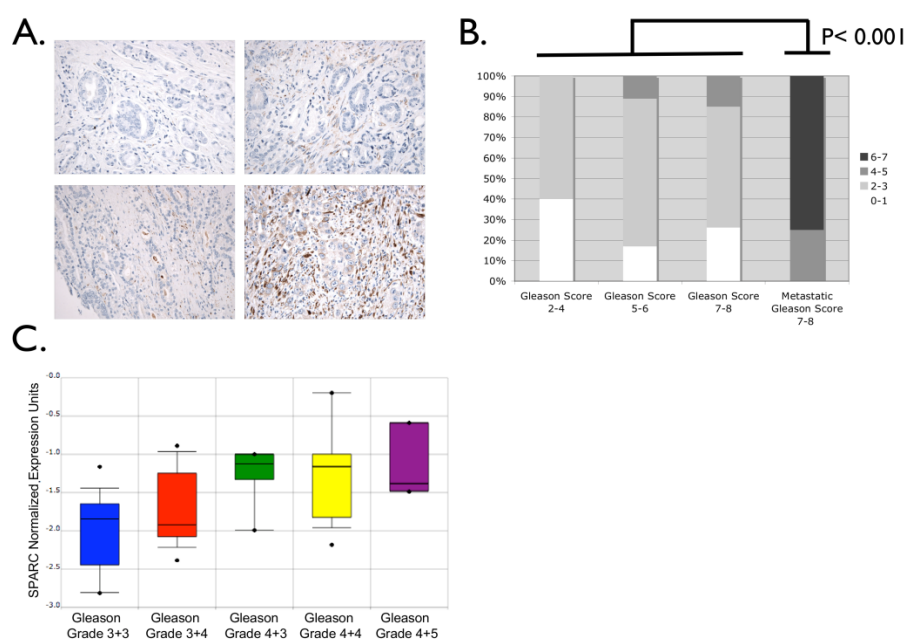 A.
B.
P< 0.001
100%
90%
80%
70%
60%
50%
40%
30%
20%
10%
0%
6-7
4-5
2-3
0-1
Gleason Score
2-4
Gleason Score
5-6
Gleason Score
7-8
Metastatic
Gleason Score
7-8
C.
SPARC Normalized Expression Units
-0.0
-0.5
-1.0
-1.5
-2.0
-2.5
-3.0
Gleason
Grade 3+3
Gleason
Grade 3+4
Gleason
Grade 4+3
Gleason
Grade 4+4
Gleason
Grade 4+5